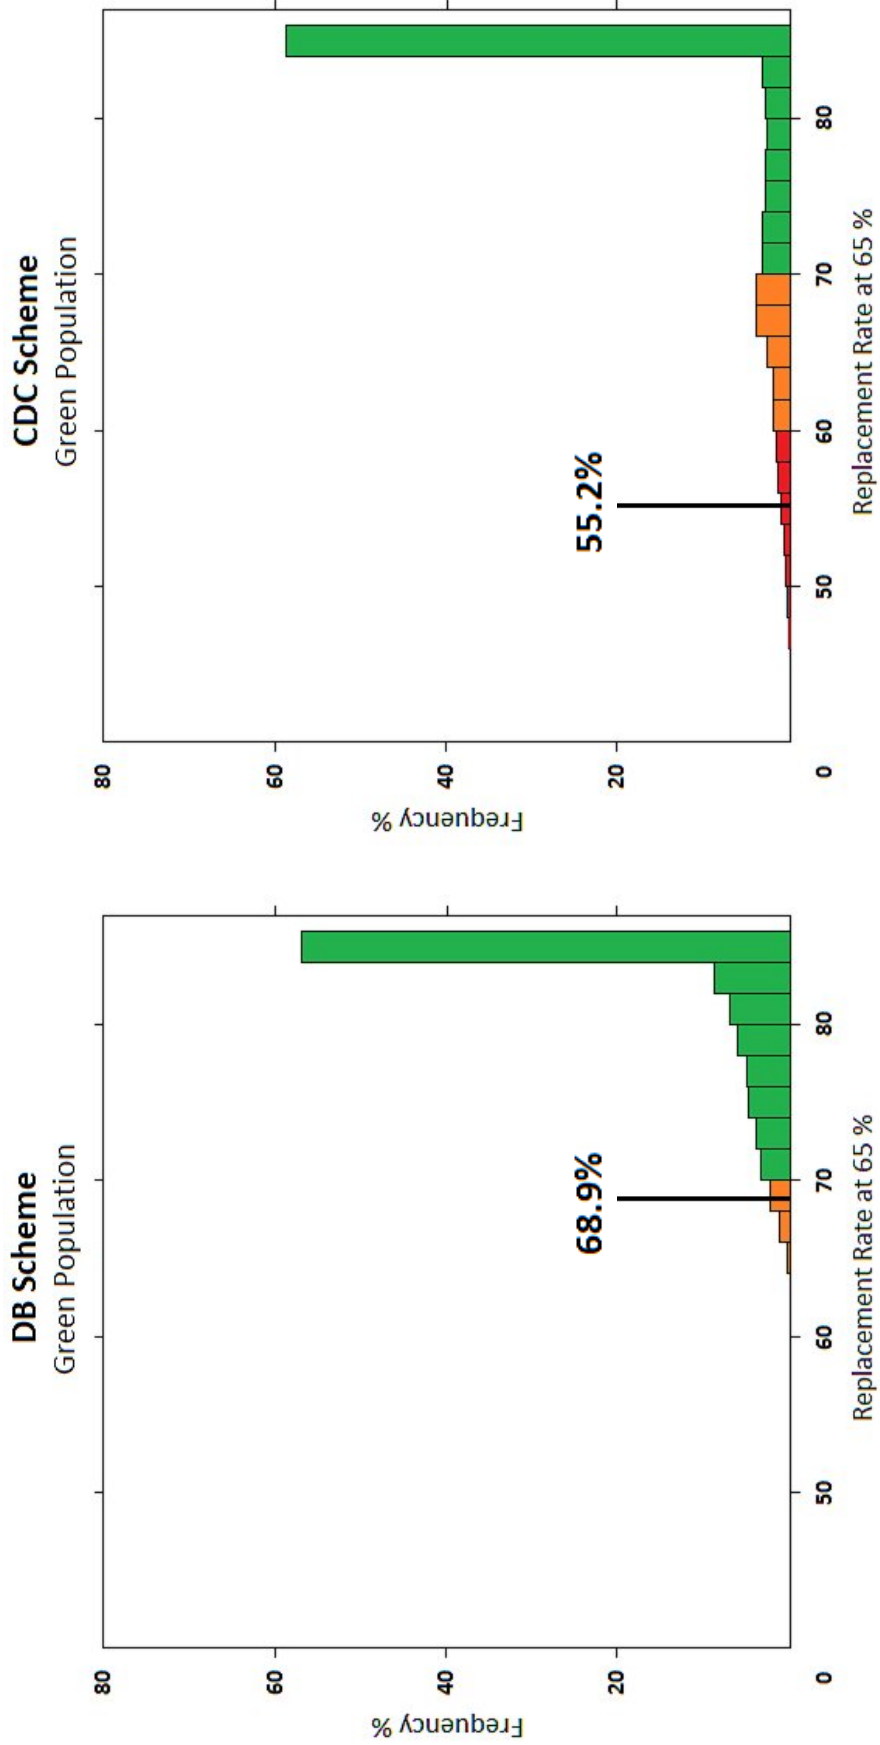 DB Scheme
Green Population
Frequency %
80
60
40
20
0
68.9%
50
60
70
80
Replacement Rate at 65 %
CDC Scheme
Green Population
Frequency %
80
60
40
20
0
55.2%
50
60
70
80
Replacement Rate at 65 %